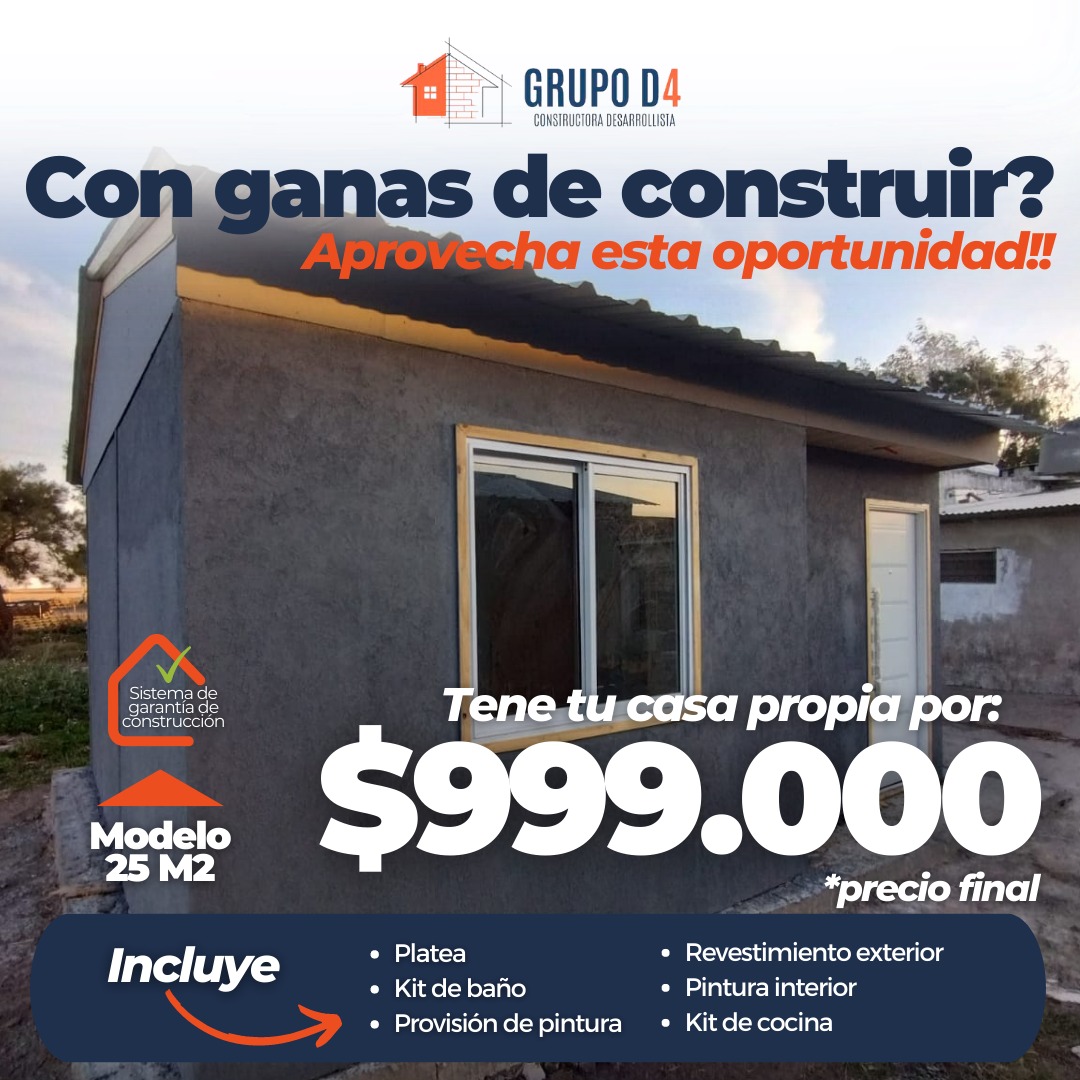 GRUPO D4
CONSTRUCTORA DESARROLLISTA
Con ganas de construir?
Aprovecha esta oportunidad!!
Sistema de
garantía de
construcción
Modelo
25 M2
Tene tu casa propia por:
$999.000
*precio final
Incluye
• Platea
• Kit de baño
• Provisión de pintura
• Revestimiento exterior
• Pintura interior
• Kit de cocina